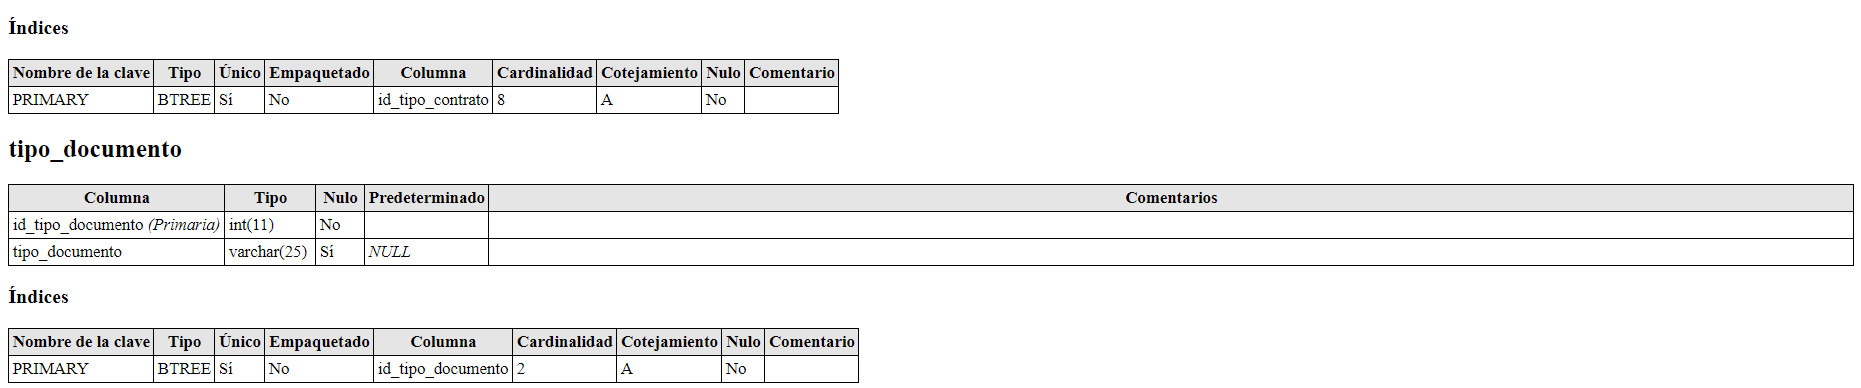 Índices
Nombre de la clave Tipo Único Empaquetado Columna Cardinalidad Cotejamiento Nulo Comentario
PRIMARY BTREE Sí No id_tipo_contrato 8 A No
tipo_documento
Columna Tipo Nulo Predeterminado Comentarios
id_tipo_documento (Primaria) int(11) No
tipo_documento varchar(25) Sí NULL
Índices
Nombre de la clave Tipo Único Empaquetado Columna Cardinalidad Cotejamiento Nulo Comentario
PRIMARY BTREE Sí No id_tipo_documento 2 A No